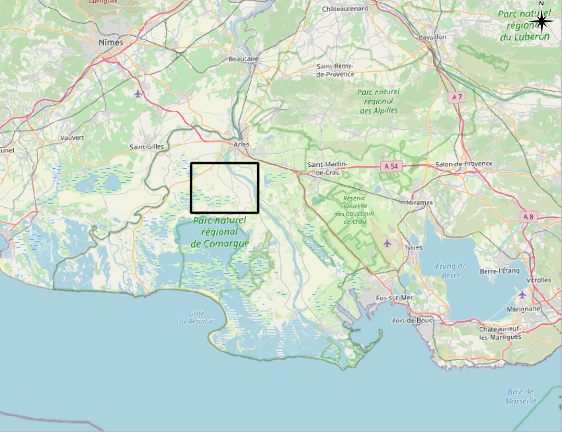 Corrigues
Châteaurenard
Parc naturel
régional
du Luberon
N
Nîmes
Cavaillon
Beaucaire
Saint-Rémy-
de-Provence
A 7
Parc naturel
régional
des Alpilles
Vauvert
Saint-Gilles
Arles
unel
Saint-Martin-
de-Crau
A 54
Salon-de-Provence
Réserve
naturelle
des Coussouls
de Crau
Miramas
A 8
Parc naturel
régional
de Camargue
Istres
Étang de
Berre
Berre-l'Étang
Vitrolles
Fos-sur-Mer
Marignane
Golfe
de Beauduc
Port-de-Bouc
Châteauneuf-
les-Martigues
Baie de
Marseille